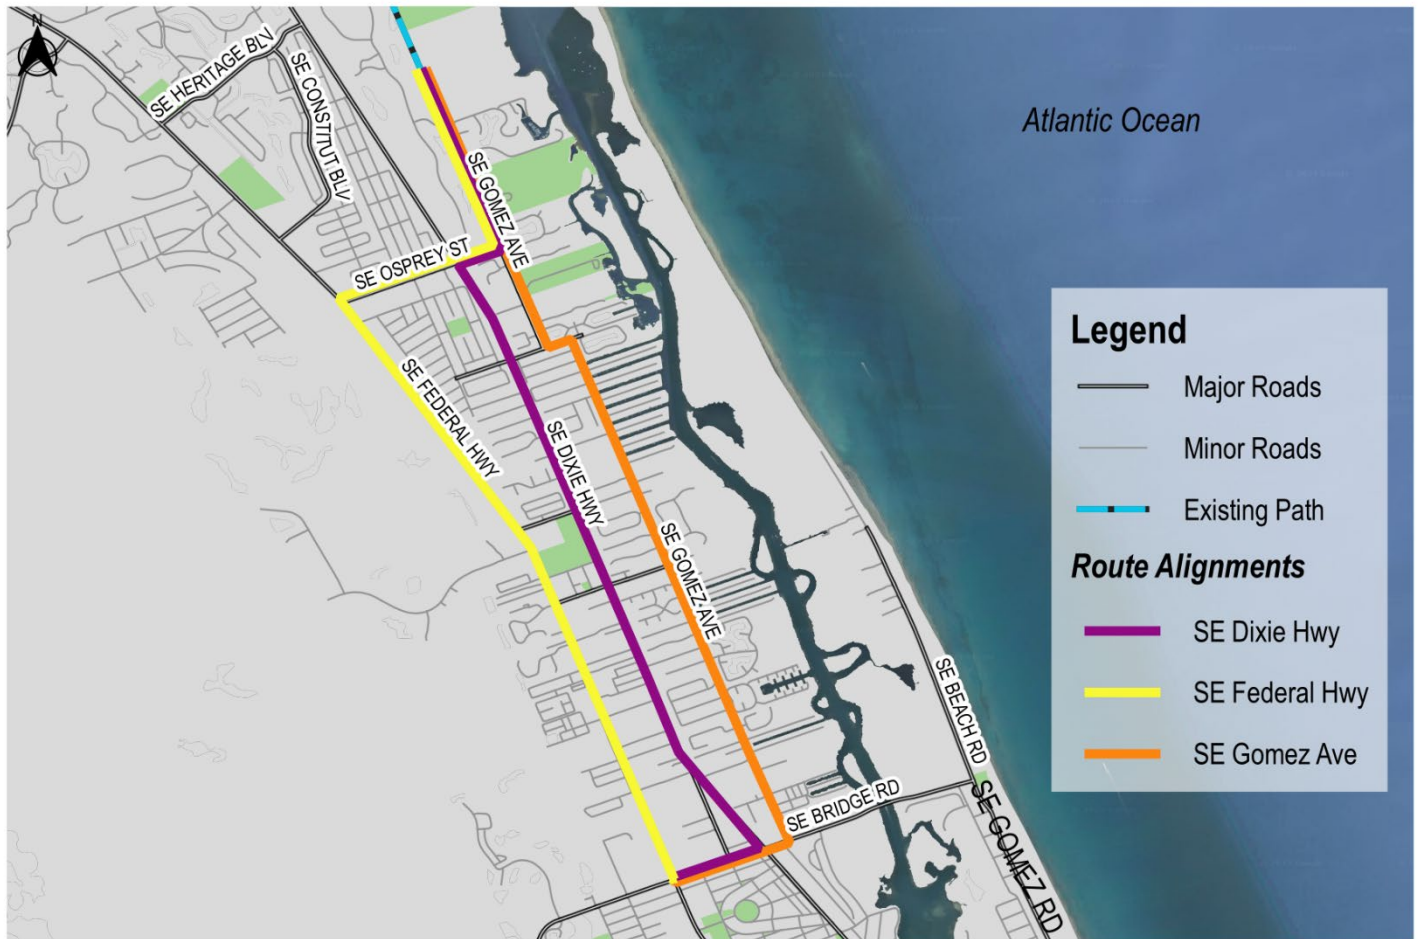 N
SE HERITAGE BLV
SE CONSTITUT BLV
Atlantic Ocean
SE GOMEZ AVE
SE OSPREY ST
SE FEDERAL HWY
SE DIXIE HWY
SE GOMEZ AVE
SE BEACH RD
SE BRIDGE RD
SE GOMEZ RD
Legend
Major Roads
Minor Roads
Existing Path
Route Alignments
SE Dixie Hwy
SE Federal Hwy
SE Gomez Ave